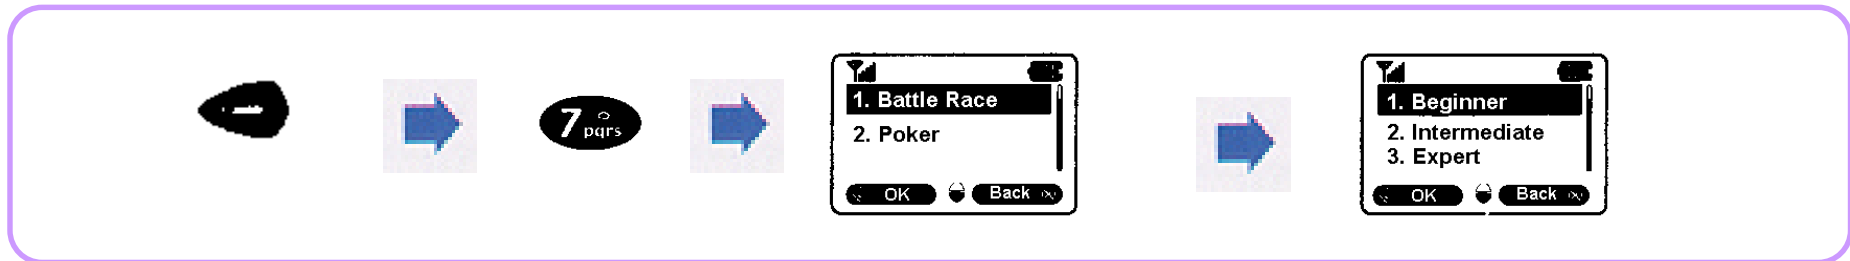 7 pqrs
1. Battle Race
2. Poker
OK Back
1. Beginner
2. Intermediate
3. Expert
OK Back